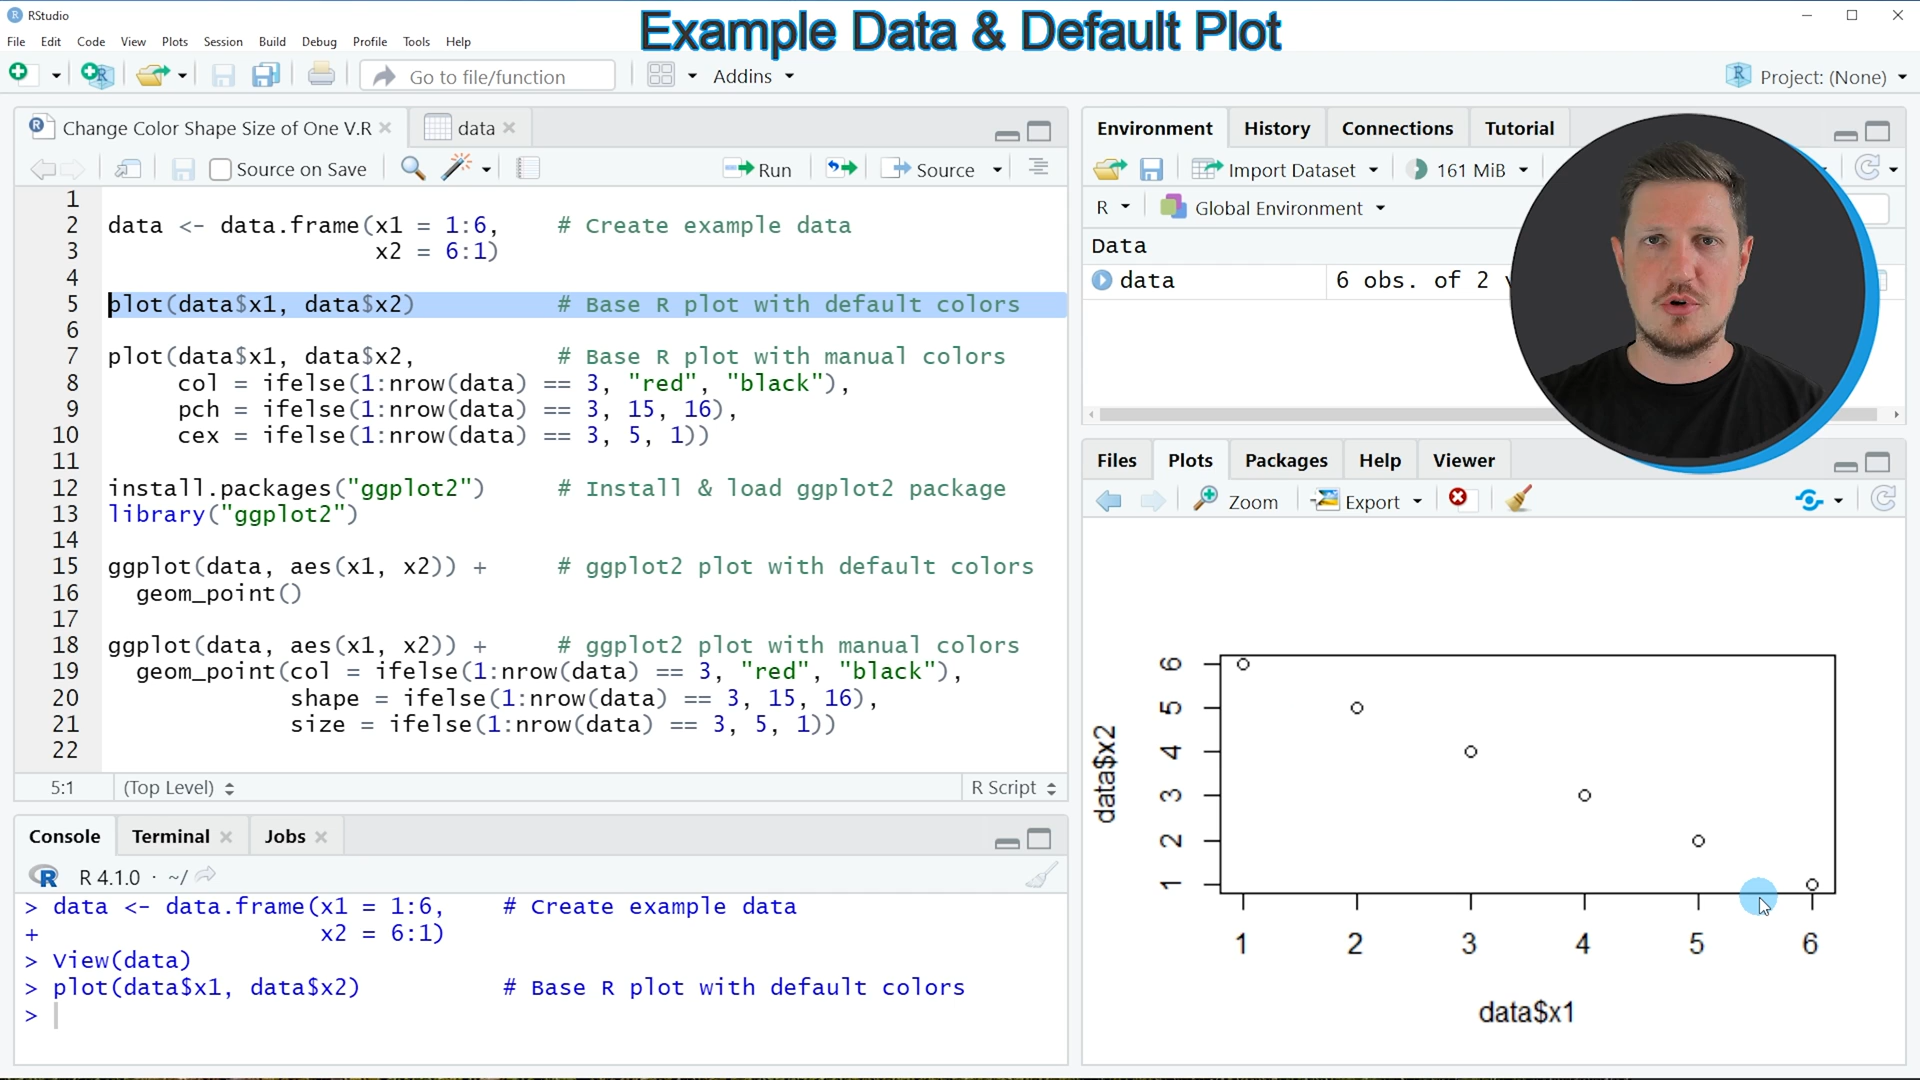 RStudio
Example Data & Default Plot
File Edit Code View Plots Session Build Debug Profile Tools Help
Go to file/function
Addins
Project: (None)
Change Color Shape Size of One V.R
data
Source on Save
Run
Source
1
2 data <- data.frame(x1 = 1:6, # Create example data
3 x2 = 6:1)
4
5 plot(data$x1, data$x2) # Base R plot with default colors
6
7 plot(data$x1, data$x2, # Base R plot with manual colors
8 col = ifelse(1:nrow(data) == 3, "red", "black"),
9 pch = ifelse(1:nrow(data) == 3, 15, 16),
10 cex = ifelse(1:nrow(data) == 3, 5, 1))
11
12 install.packages("ggplot2") # Install & load ggplot2 package
13 library("ggplot2")
14
15 ggplot(data, aes(x1, x2)) + # ggplot2 plot with default colors
16 geom_point()
17
18 ggplot(data, aes(x1, x2)) + # ggplot2 plot with manual colors
19 geom_point(col = ifelse(1:nrow(data) == 3, "red", "black"),
20 shape = ifelse(1:nrow(data) == 3, 15, 16),
21 size = ifelse(1:nrow(data) == 3, 5, 1))
22
5:1 (Top Level) R Script
Console Terminal Jobs
R 4.1.0 · ~/
> data <- data.frame(x1 = 1:6, # Create example data
+ x2 = 6:1)
> View(data)
> plot(data$x1, data$x2) # Base R plot with default colors
>
Environment History Connections Tutorial
Import Dataset 161 MiB
R Global Environment
Data
data 6 obs. of 2
Files Plots Packages Help Viewer
Zoom Export
6
5
4
3
2
1
data$x2
1 2 3 4 5 6
data$x1